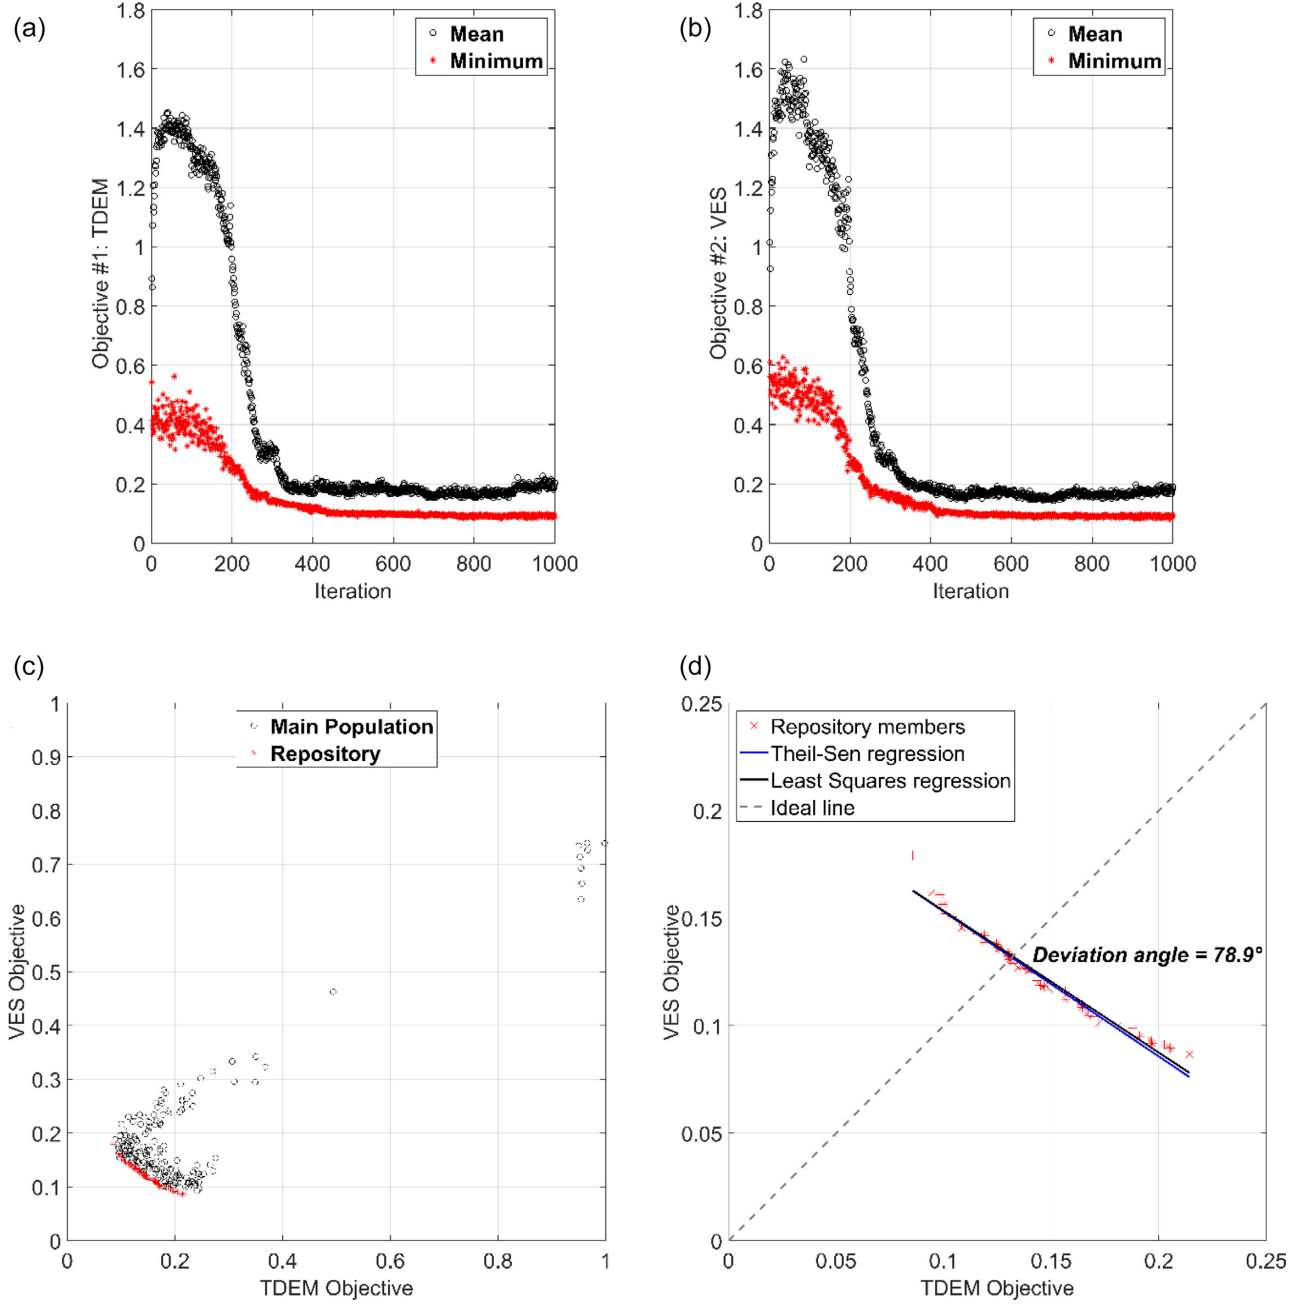 (a)
1.8
1.6
1.4
1.2
1
0.8
0.6
0.4
0.2
0
Objective #1: TDEM
Mean
Minimum
0 200 400 600 800 1000
Iteration
(b)
1.8
1.6
1.4
1.2
1
0.8
0.6
0.4
0.2
0
Objective #2: VES
Mean
Minimum
0 200 400 600 800 1000
Iteration
(c)
1
0.9
0.8
0.7
0.6
0.5
0.4
0.3
0.2
0.1
0
VES Objective
Main Population
Repository
0 0.2 0.4 0.6 0.8 1
TDEM Objective
(d)
0.25
0.2
0.15
0.1
0.05
0
VES Objective
Repository members
Theil-Sen regression
Least Squares regression
Ideal line
Deviation angle = 78.9°
0 0.05 0.1 0.15 0.2 0.25
TDEM Objective